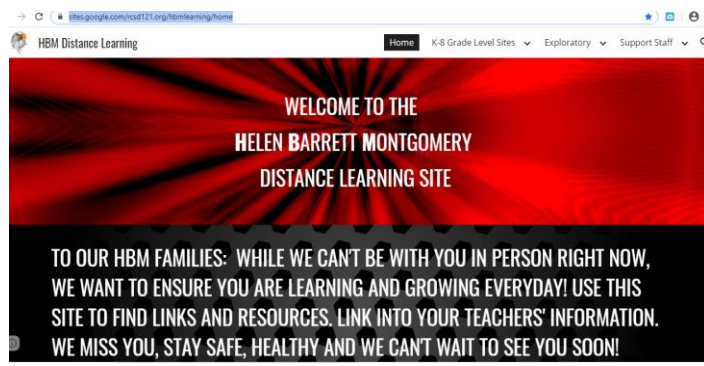 sites.google.com/rcsd121.org/hbmlearning/home
HBM Distance Learning
Home K-8 Grade Level Sites Exploratory Support Staff
WELCOME TO THE
HELEN BARRETT MONTGOMERY
DISTANCE LEARNING SITE
TO OUR HBM FAMILIES: WHILE WE CAN'T BE WITH YOU IN PERSON RIGHT NOW,
WE WANT TO ENSURE YOU ARE LEARNING AND GROWING EVERYDAY! USE THIS
SITE TO FIND LINKS AND RESOURCES. LINK INTO YOUR TEACHERS' INFORMATION.
WE MISS YOU, STAY SAFE, HEALTHY AND WE CAN'T WAIT TO SEE YOU SOON!